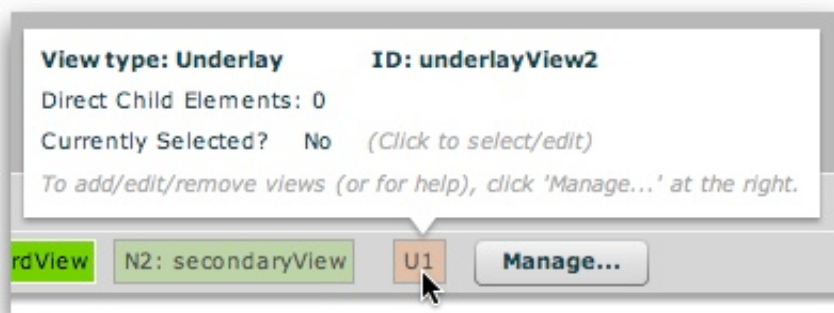 View type: Underlay ID: underlayView2
Direct Child Elements: 0
Currently Selected? No (Click to select/edit)
To add/edit/remove views (or for help), click 'Manage...' at the right.
rdView N2: secondaryView U1 Manage...